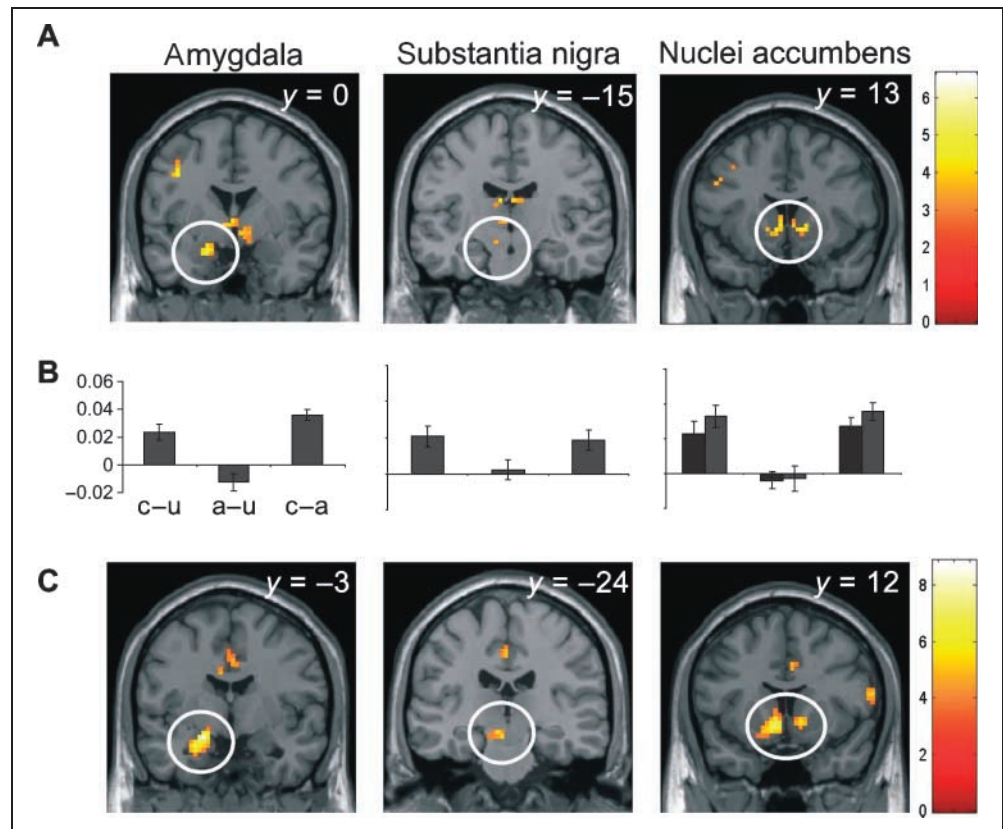 A
Amygdala
Substantia nigra
Nuclei accumbens
y = 0
y = –15
y = 13
6
5
4
3
2
1
0
B
0.06
0.04
0.02
0
–0.02
c–u
a–u
c–a
C
y = –3
y = –24
y = 12
8
6
4
2
0